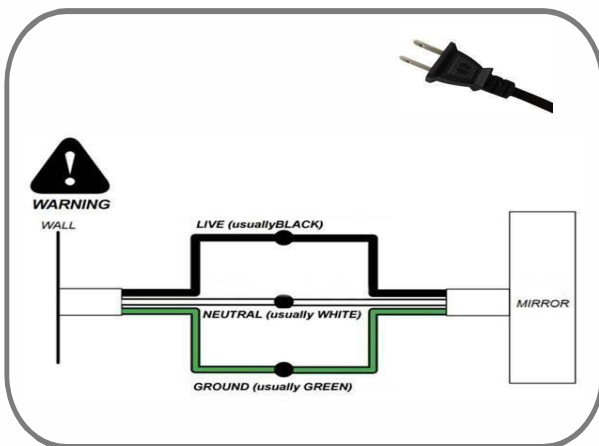 WARNING
WALL
LIVE (usuallyBLACK)
NEUTRAL (usually WHITE)
MIRROR
GROUND (usually GREEN)